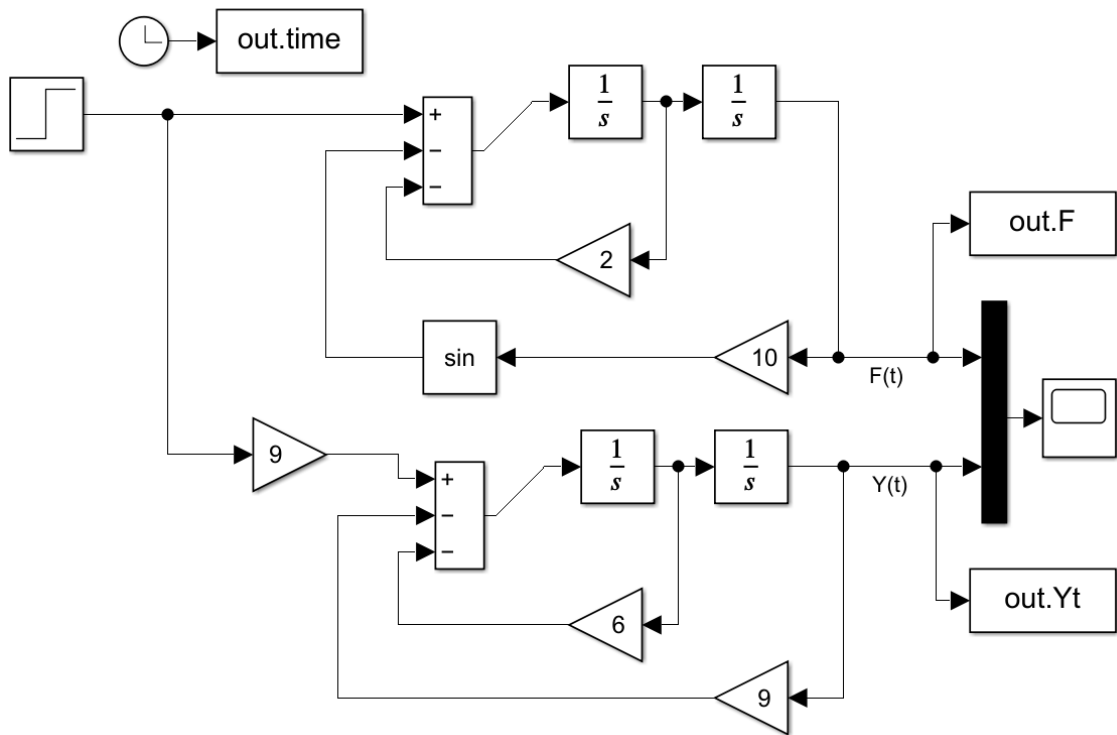 out.time
+
−
−
1
s
1
s
2
out.F
sin
10
F(t)
9
+
−
−
1
s
1
s
Y(t)
6
out.Yt
9